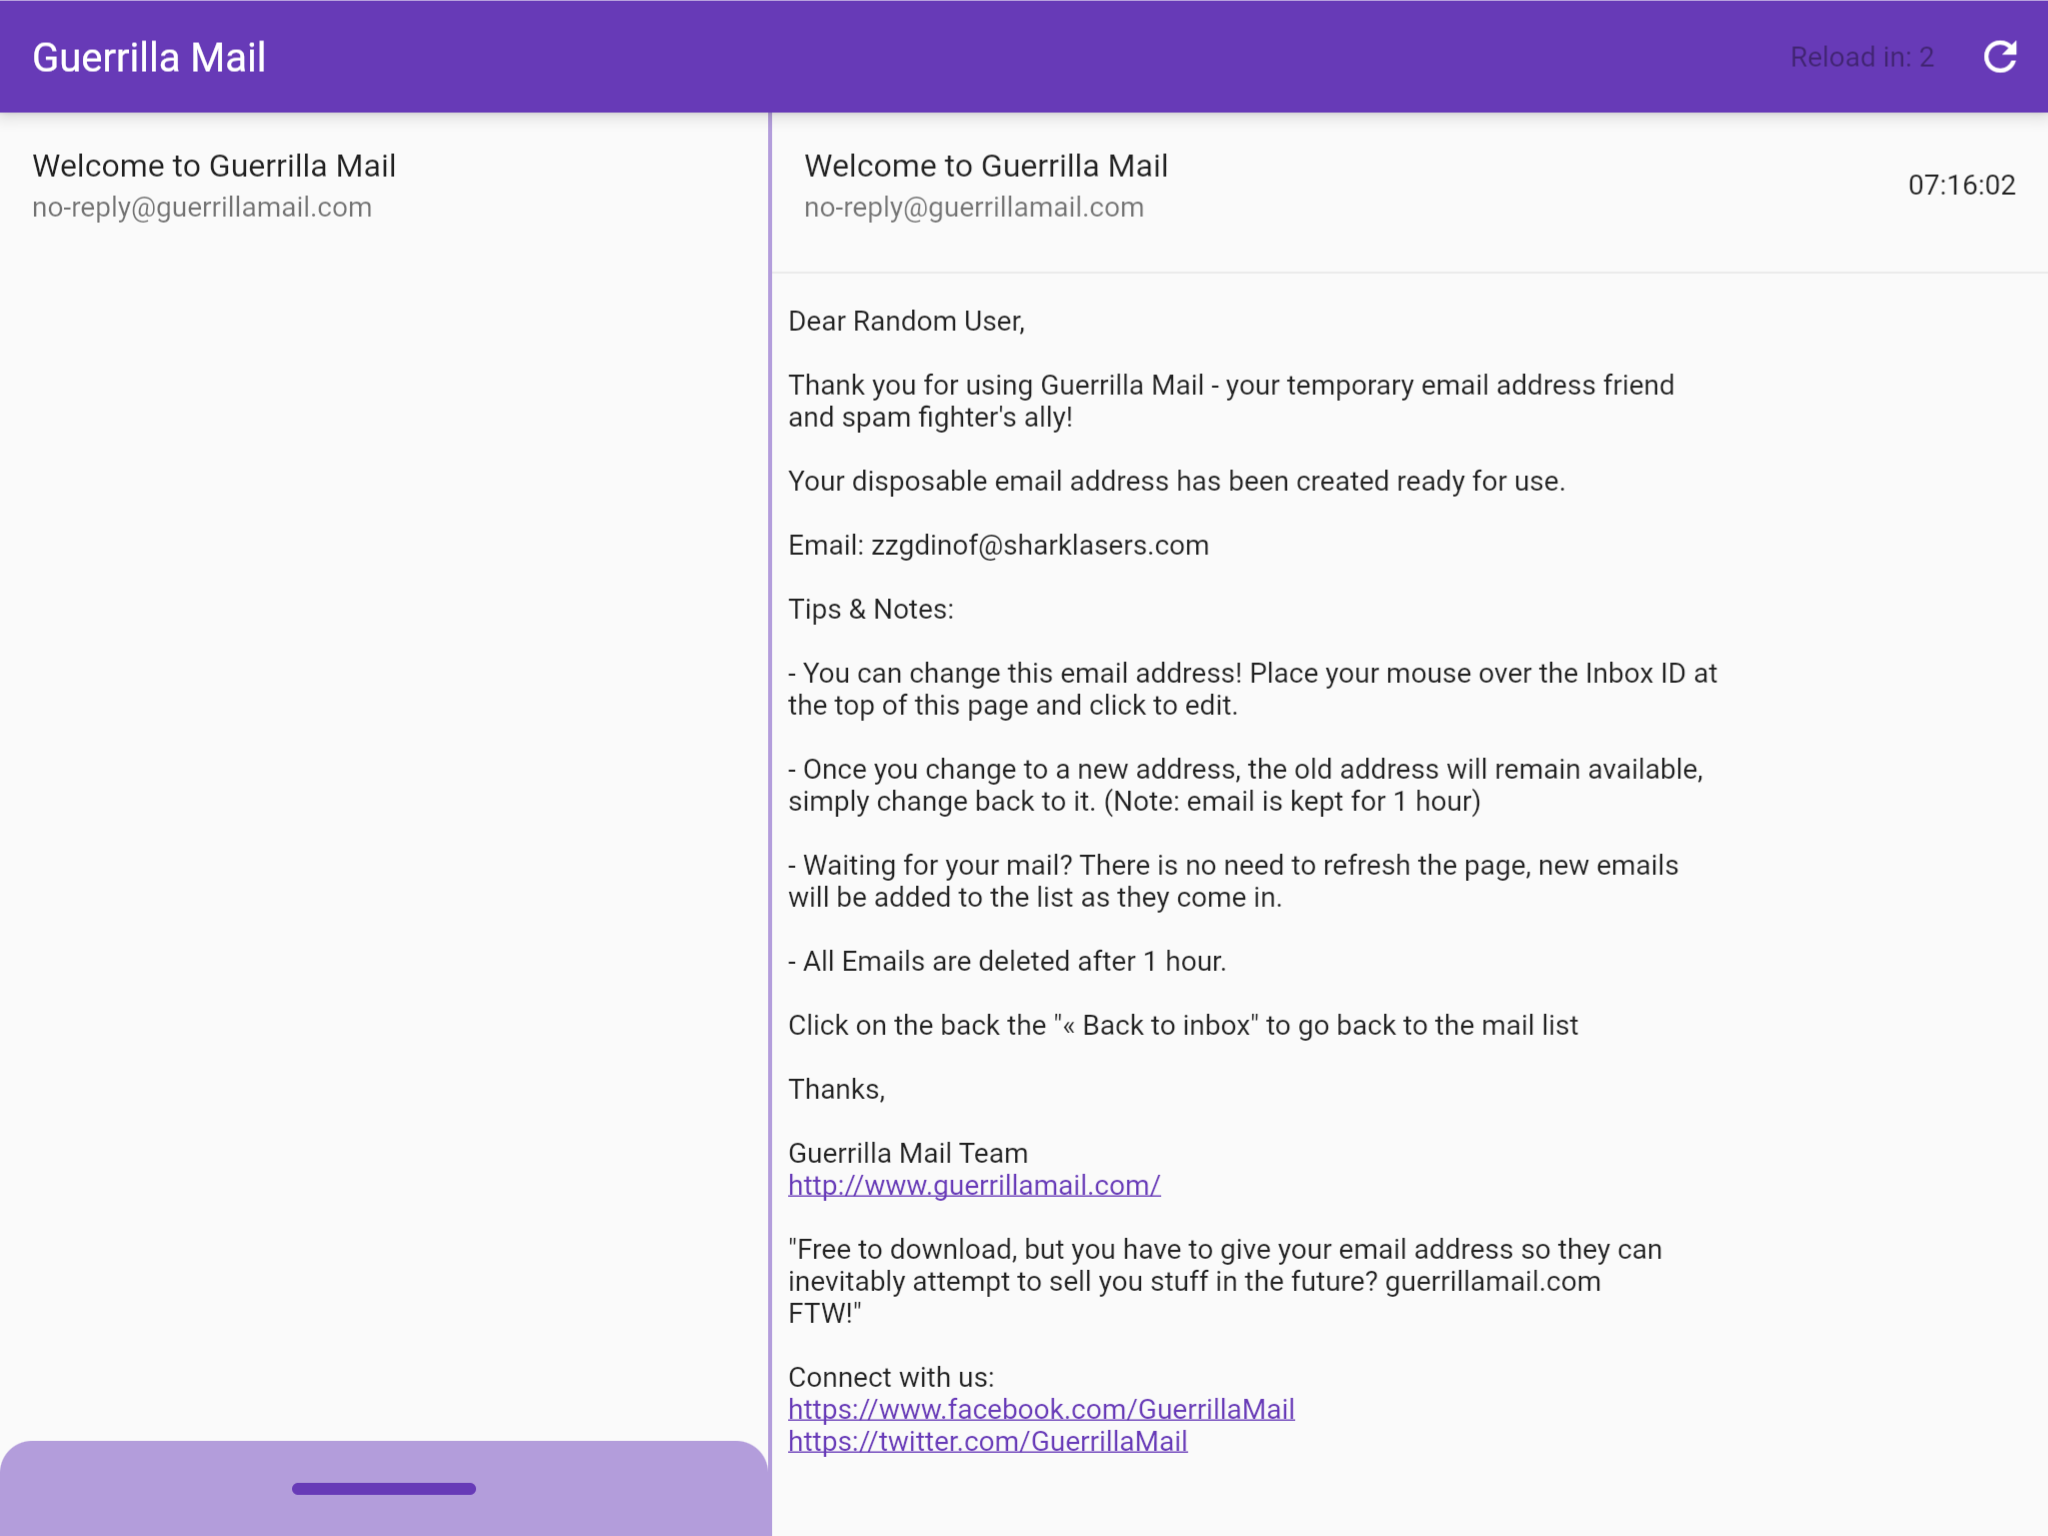 Guerrilla Mail
Reload in: 2
Welcome to Guerrilla Mail
no-reply@guerrillamail.com
Welcome to Guerrilla Mail
no-reply@guerrillamail.com
07:16:02
Dear Random User,
Thank you for using Guerrilla Mail - your temporary email address friend
and spam fighter's ally!
Your disposable email address has been created ready for use.
Email: zzgdinof@sharklasers.com
Tips & Notes:
- You can change this email address! Place your mouse over the Inbox ID at
the top of this page and click to edit.
- Once you change to a new address, the old address will remain available,
simply change back to it. (Note: email is kept for 1 hour)
- Waiting for your mail? There is no need to refresh the page, new emails
will be added to the list as they come in.
- All Emails are deleted after 1 hour.
Click on the back the "« Back to inbox" to go back to the mail list
Thanks,
Guerrilla Mail Team
http://www.guerrillamail.com/
"Free to download, but you have to give your email address so they can
inevitably attempt to sell you stuff in the future? guerrillamail.com
FTW!"
Connect with us:
https://www.facebook.com/GuerrillaMail
https://twitter.com/GuerrillaMail